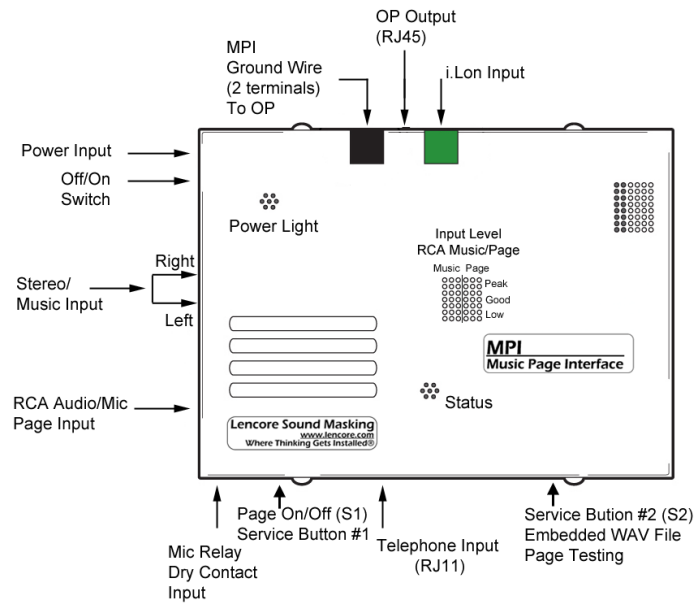 OP Output
(RJ45)
MPI
Ground Wire
(2 terminals)
To OP
i.Lon Input
Power Input
Off/On
Switch
Power Light
Input Level
RCA Music/Page
Music Page
Peak
Good
Low
Right
Stereo/
Music Input
Left
MPI
Music Page Interface
RCA Audio/Mic
Page Input
Status
Lencore Sound Masking
www.lencore.com
Where Thinking Gets Installed®
Page On/Off (S1)
Service Button #1
Mic Relay
Dry Contact
Input
Telephone Input
(RJ11)
Service Bution #2 (S2)
Embedded WAV File
Page Testing